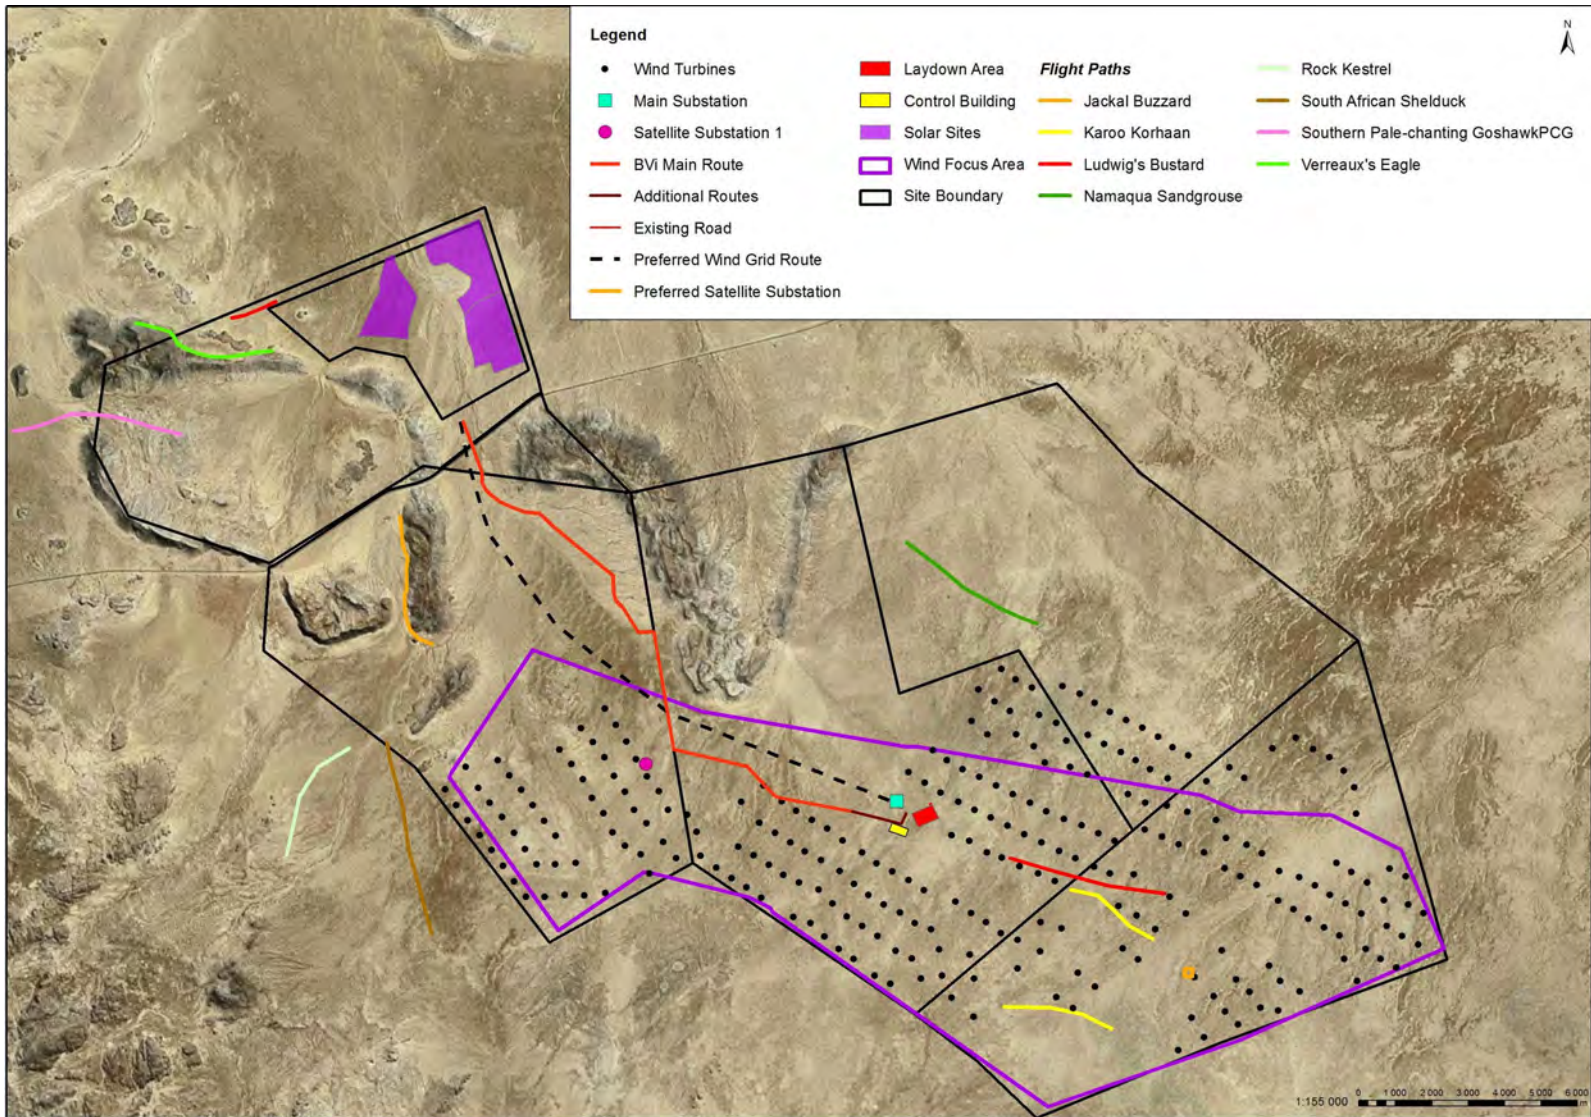 Legend
N
Wind Turbines
Main Substation
Satellite Substation 1
BVi Main Route
Additional Routes
Existing Road
Preferred Wind Grid Route
Preferred Satellite Substation
Laydown Area
Control Building
Solar Sites
Wind Focus Area
Site Boundary
Flight Paths
Jackal Buzzard
Karoo Korhaan
Ludwig's Bustard
Namaqua Sandgrouse
Rock Kestrel
South African Shelduck
Southern Pale-chanting GoshawkPCG
Verreaux's Eagle
1:155 000
0 1 000 2 000 3 000 4 000 5 000 6 000
m